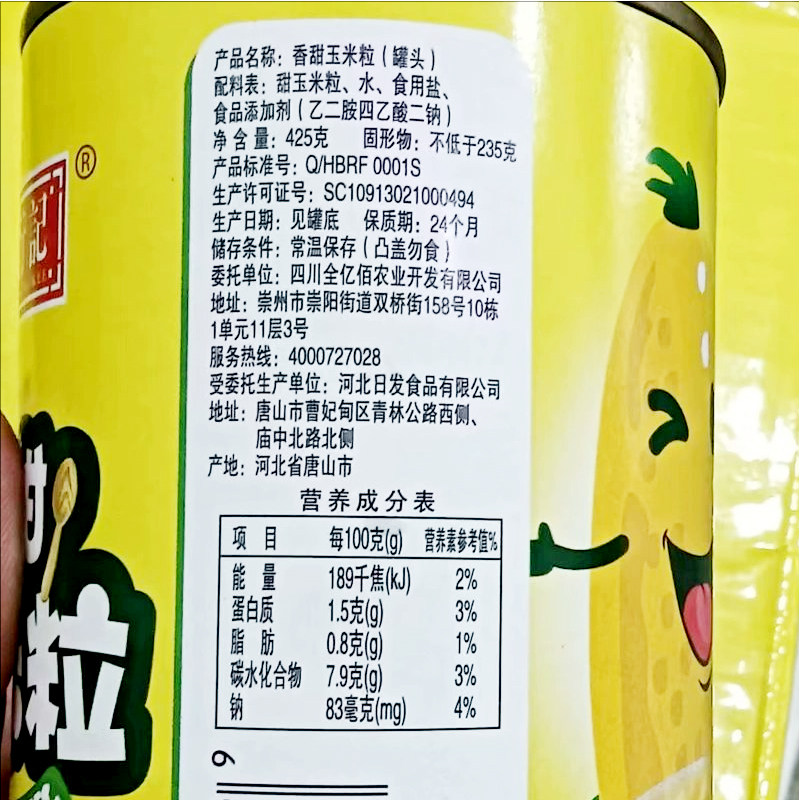 产品名称：香甜玉米粒（罐头）
配料表：甜玉米粒、水、食用盐、
食品添加剂（乙二胺四乙酸二钠）
净含量：425克 固形物：不低于235克
产品标准号：Q/HBRF 0001S
生产许可证号：SC10913021000494
生产日期：见罐底 保质期：24个月
储存条件：常温保存（凸盖勿食）
委托单位：四川全亿佰农业开发有限公司
地址：崇州市崇阳街道双桥街158号10栋
1单元11层3号
服务热线：4000727028
受委托生产单位：河北日发食品有限公司
地址：唐山市曹妃甸区青林公路西侧、
庙中北路北侧
产地：河北省唐山市
营养成分表
项 目 每100克(g) 营养素参考值%
能 量 189千焦(kJ) 2%
蛋白质 1.5克(g) 3%
脂 肪 0.8克(g) 1%
碳水化合物 7.9克(g) 3%
钠 83毫克(mg) 4%
6
®
記
甜
粒